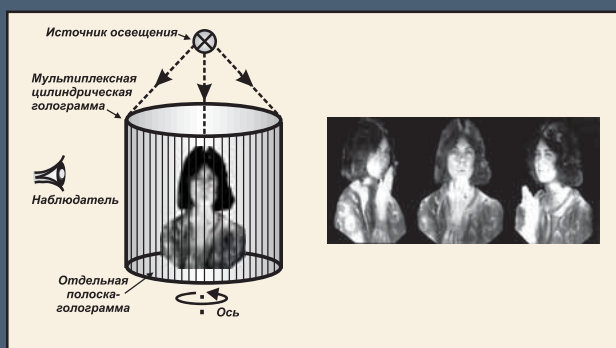 Источник освещения
Мультиплексная
цилиндрическая
голограмма
Наблюдатель
Отдельная
полоска-
голограмма
Ось